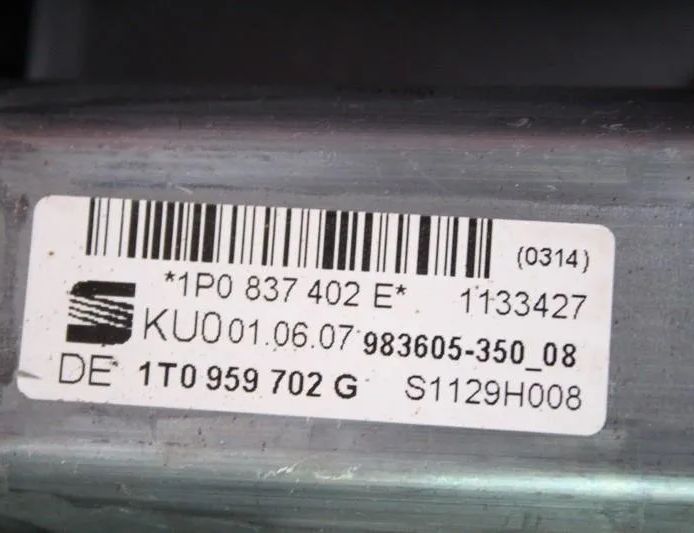 (0314)
*1P0 837 402 E* 1133427
KU0 01.06.07 983605-350_08
DE 1T0 959 702 G S1129H008